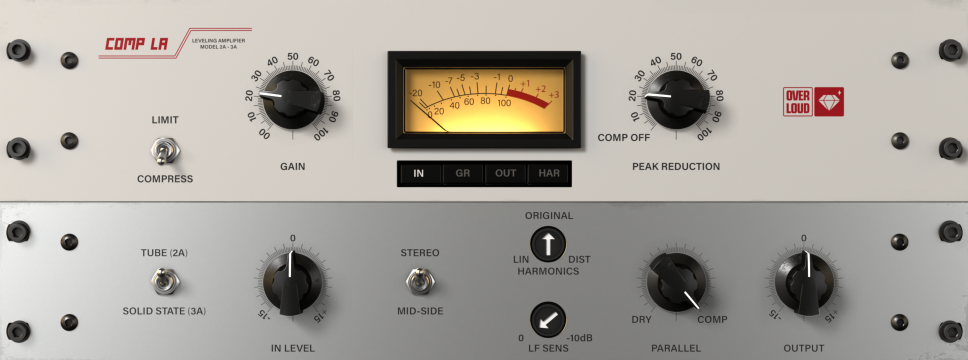 COMP LA
LEVELING AMPLIFIER
MODEL 2A - 3A
LIMIT
COMPRESS
00 10 20 30 40 50 60 70 80 90 100
GAIN
-20 -10 -7 -5 -3 -1 0 +1 +2 +3
0 20 40 60 80 100
IN GR OUT HAR
00 10 20 30 40 50 60 70 80 90 100
COMP OFF
PEAK REDUCTION
OVER
LOUD
TUBE (2A)
SOLID STATE (3A)
0
-15 +15
IN LEVEL
STEREO
MID-SIDE
ORIGINAL
LIN DIST
HARMONICS
0 -10dB
LF SENS
DRY COMP
PARALLEL
0
-15 +15
OUTPUT